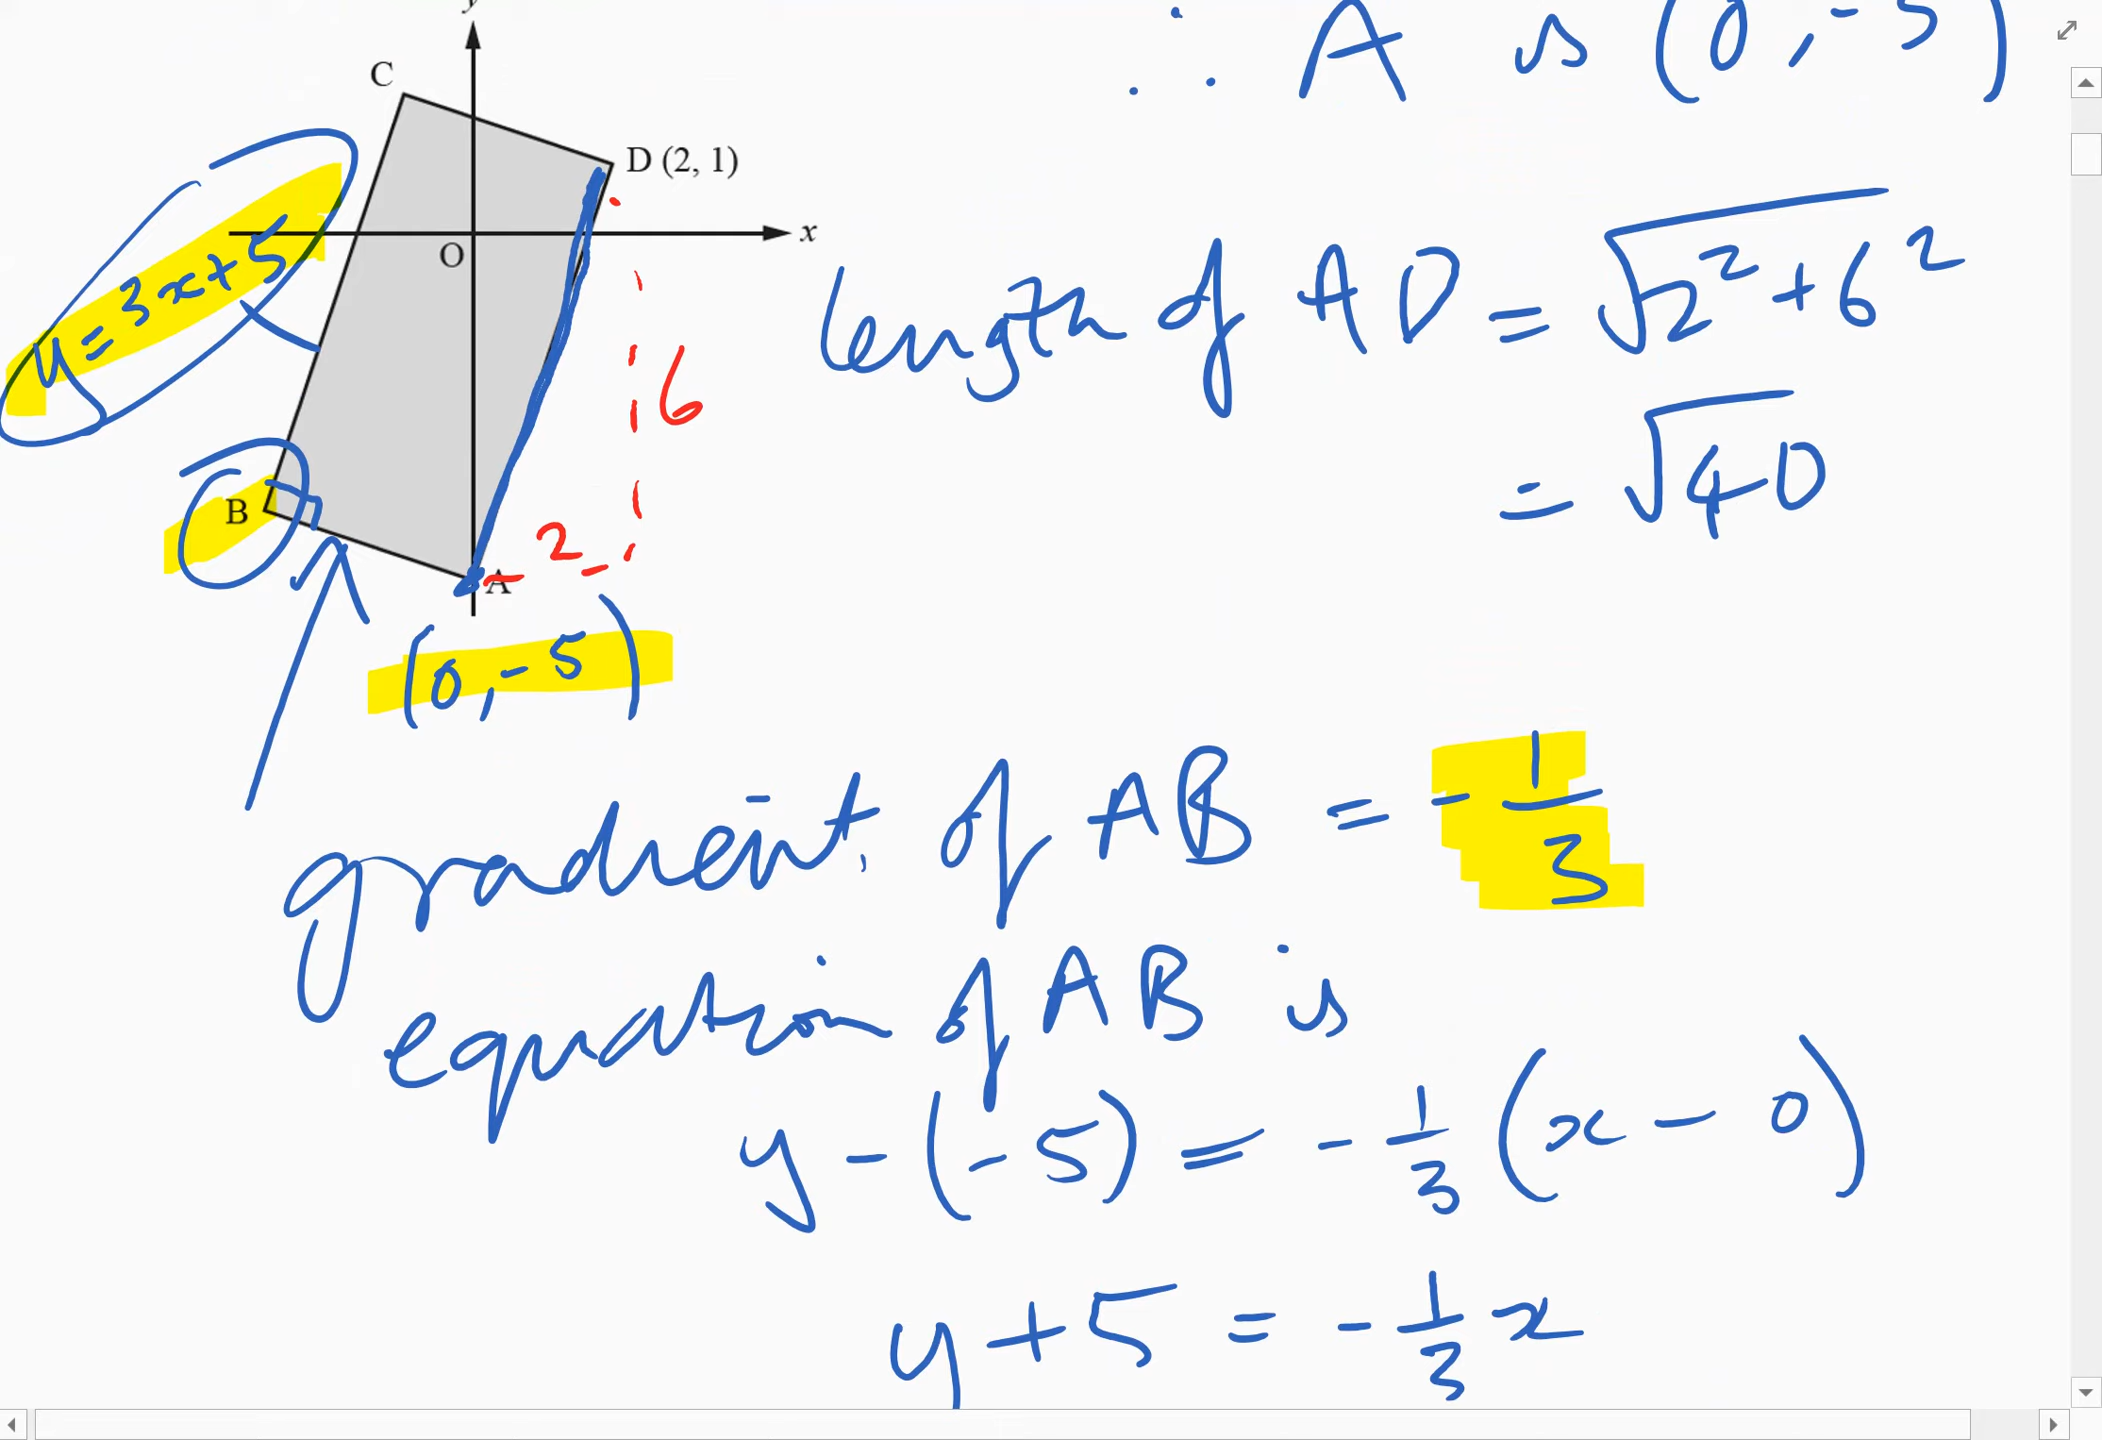 y
C
D (2, 1)
x
O
y = 3x+5
B
A
6
2
(0, -5)
∴ A is (0, -5)
length of AD = √2² + 6²
= √40
gradient of AB = -1/3
equation of AB is
y - (-5) = -1/3 (x - 0)
y + 5 = -1/3 x